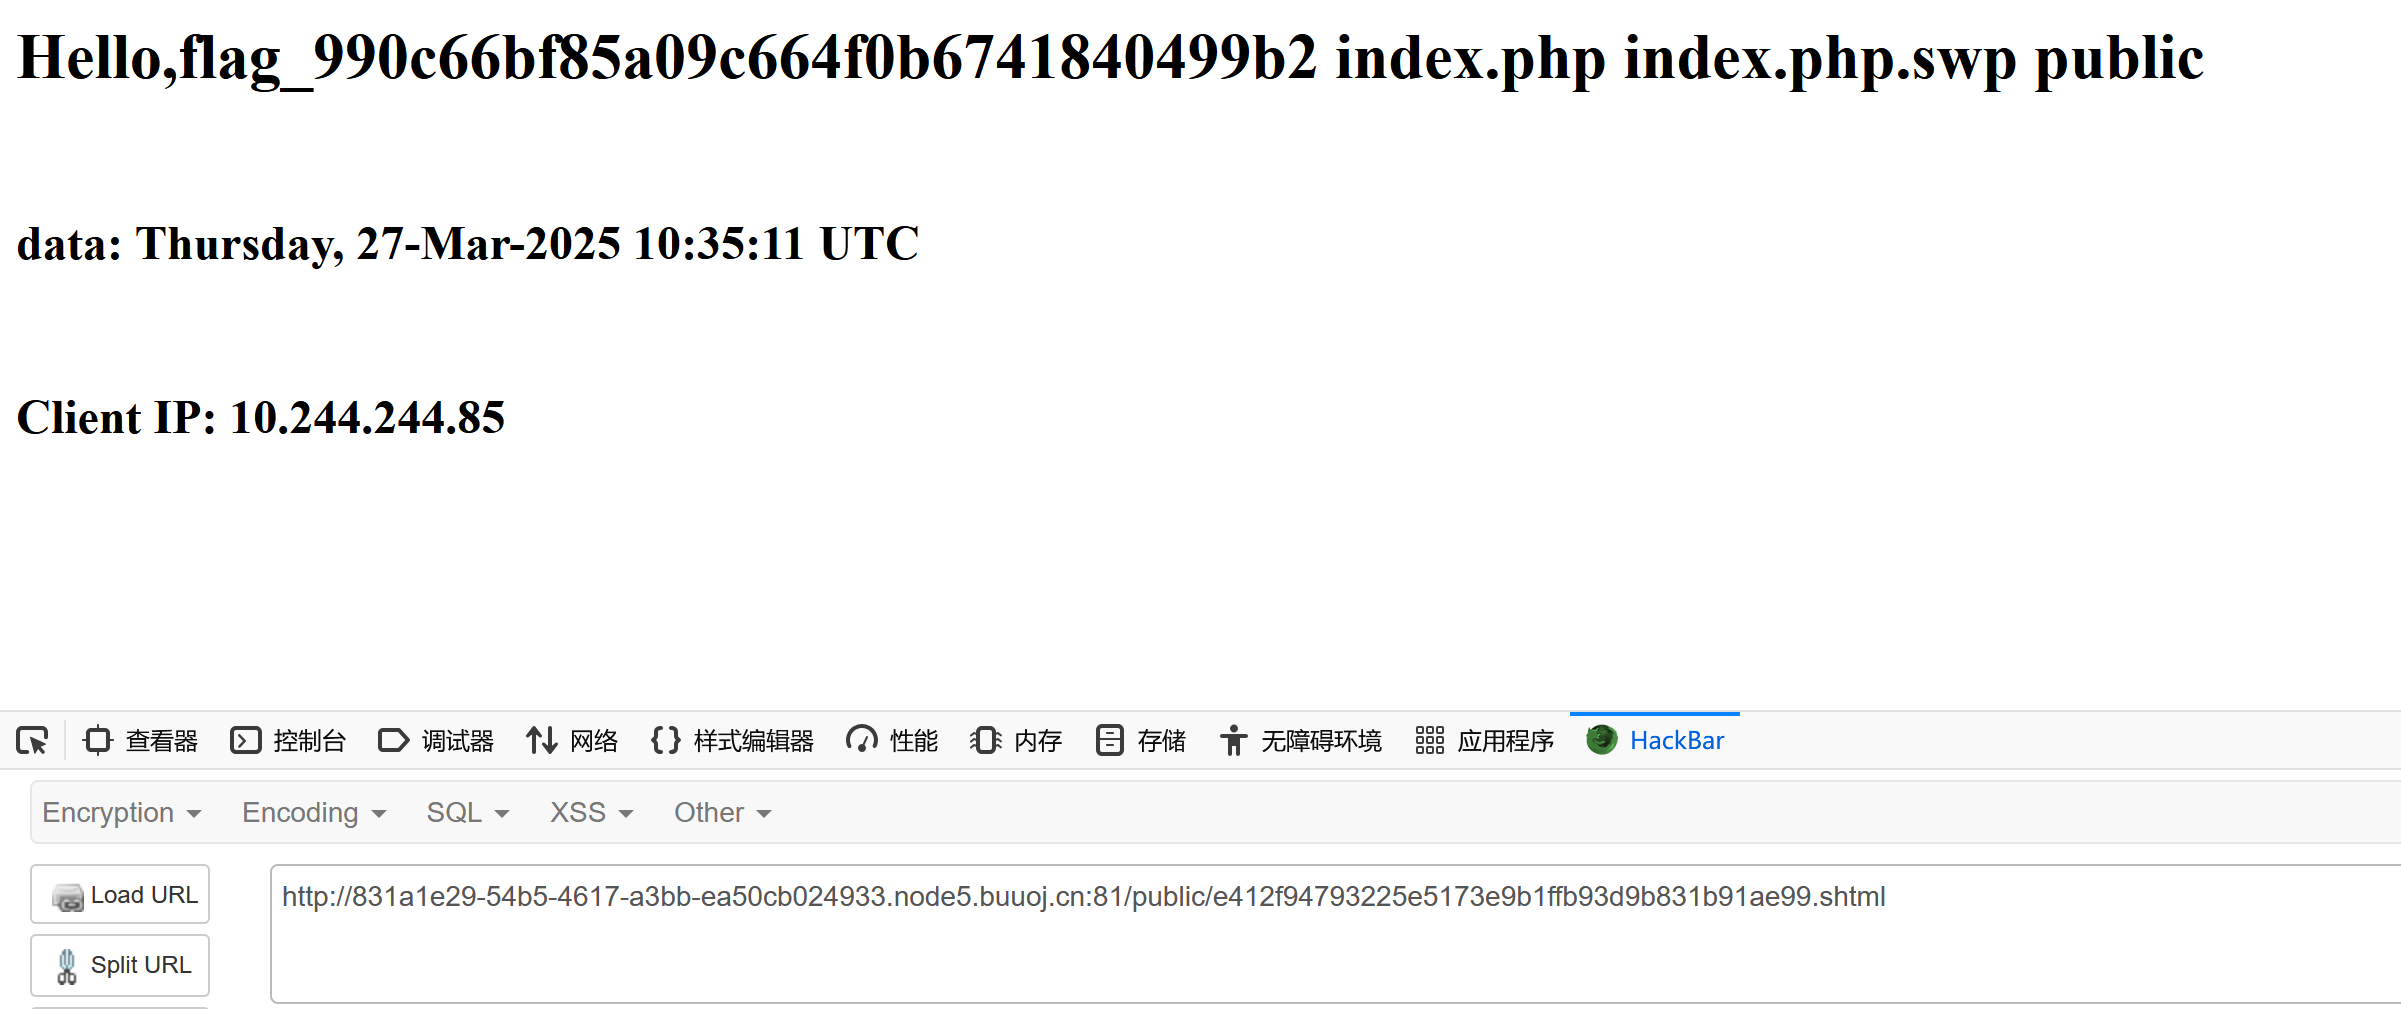 Hello,flag_990c66bf85a09c664f0b6741840499b2 index.php index.php.swp public
data: Thursday, 27-Mar-2025 10:35:11 UTC
Client IP: 10.244.244.85
查看器 控制台 调试器 网络 样式编辑器 性能 内存 存储 无障碍环境 应用程序 HackBar
Encryption Encoding SQL XSS Other
Load URL
http://831a1e29-54b5-4617-a3bb-ea50cb024933.node5.buuoj.cn:81/public/e412f94793225e5173e9b1ffb93d9b831b91ae99.shtml
Split URL